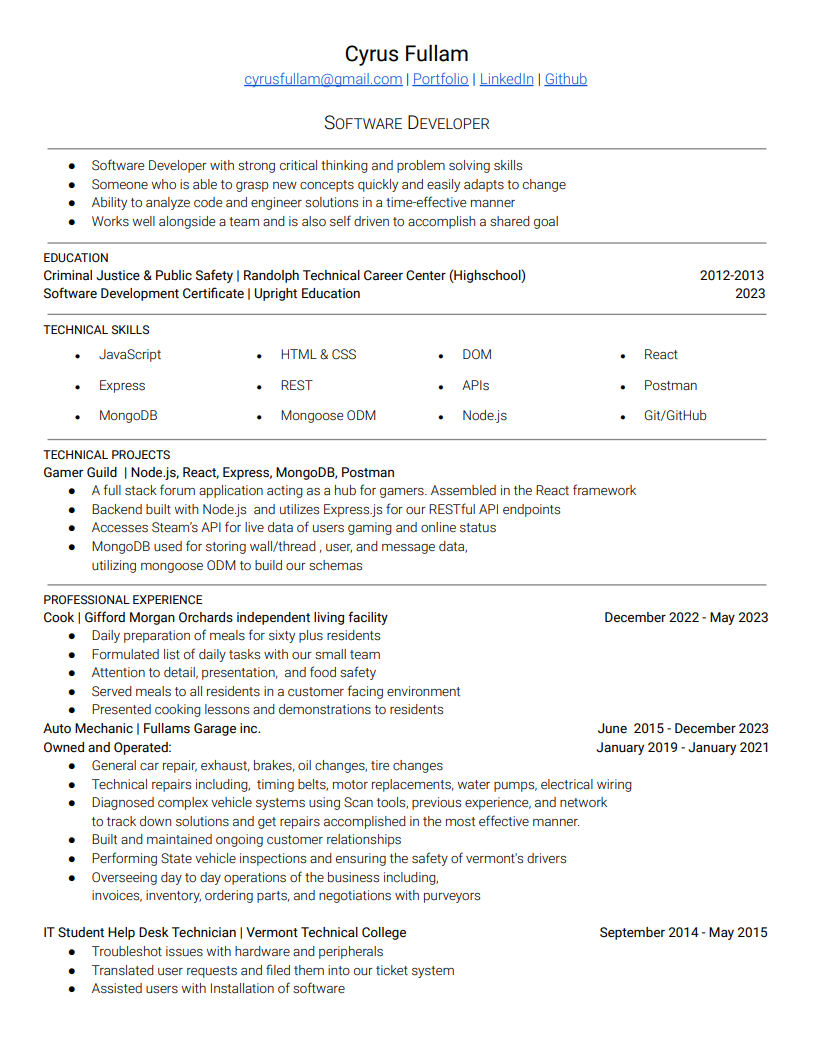 Cyrus Fullam
cyrusfullam@gmail.com | Portfolio | LinkedIn | Github
SOFTWARE DEVELOPER
● Software Developer with strong critical thinking and problem solving skills
● Someone who is able to grasp new concepts quickly and easily adapts to change
● Ability to analyze code and engineer solutions in a time-effective manner
● Works well alongside a team and is also self driven to accomplish a shared goal
EDUCATION
Criminal Justice & Public Safety | Randolph Technical Career Center (Highschool) 2012-2013
Software Development Certificate | Upright Education 2023
TECHNICAL SKILLS
● JavaScript ● HTML & CSS ● DOM ● React
● Express ● REST ● APIs ● Postman
● MongoDB ● Mongoose ODM ● Node.js ● Git/GitHub
TECHNICAL PROJECTS
Gamer Guild | Node.js, React, Express, MongoDB, Postman
● A full stack forum application acting as a hub for gamers. Assembled in the React framework
● Backend built with Node.js and utilizes Express.js for our RESTful API endpoints
● Accesses Steam's API for live data of users gaming and online status
● MongoDB used for storing wall/thread , user, and message data,
utilizing mongoose ODM to build our schemas
PROFESSIONAL EXPERIENCE
Cook | Gifford Morgan Orchards independent living facility December 2022 - May 2023
● Daily preparation of meals for sixty plus residents
● Formulated list of daily tasks with our small team
● Attention to detail, presentation, and food safety
● Served meals to all residents in a customer facing environment
● Presented cooking lessons and demonstrations to residents
Auto Mechanic | Fullams Garage inc. June 2015 - December 2023
Owned and Operated: January 2019 - January 2021
● General car repair, exhaust, brakes, oil changes, tire changes
● Technical repairs including, timing belts, motor replacements, water pumps, electrical wiring
● Diagnosed complex vehicle systems using Scan tools, previous experience, and network
to track down solutions and get repairs accomplished in the most effective manner.
● Built and maintained ongoing customer relationships
● Performing State vehicle inspections and ensuring the safety of vermont's drivers
● Overseeing day to day operations of the business including,
invoices, inventory, ordering parts, and negotiations with purveyors
IT Student Help Desk Technician | Vermont Technical College September 2014 - May 2015
● Troubleshot issues with hardware and peripherals
● Translated user requests and filed them into our ticket system
● Assisted users with Installation of software